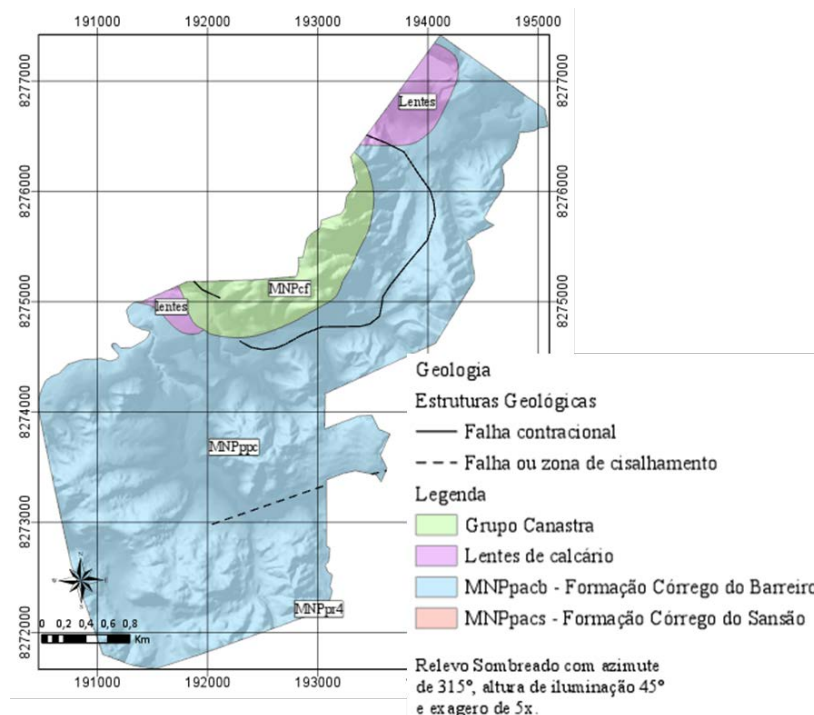 191000 192000 193000 194000 195000
8277000 8277000
Lentes
8276000 8276000
MNPcf
lentes
8275000 8275000
Geologia
Estruturas Geológicas
8274000
Falha contracional
MNPppc
Falha ou zona de cisalhamento
Legenda
8273000
Grupo Canastra
Lentes de calcário
MNPpacb - Formação Córrego do Barreiro
MNPpr4
MNPpacs - Formação Córrego do Sansão
0 0,2 0,4 0,6 0,8
Km
8272000
Relevo Sombreado com azimute
de 315º, altura de iluminação 45º
e exagero de 5x.
191000 192000 193000